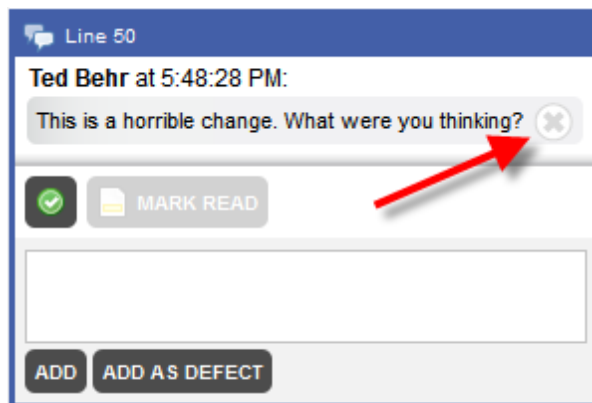 Line 50
Ted Behr at 5:48:28 PM:
This is a horrible change. What were you thinking?
MARK READ
ADD
ADD AS DEFECT